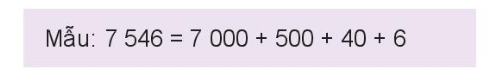 Mẫu: 7 546 = 7 000 + 500 + 40 + 6